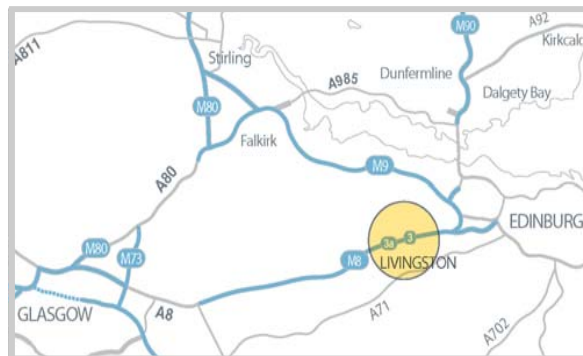 A811
Stirling
M90
A92
Kirkcald
Dunfermline
A985
Dalgety Bay
M80
Falkirk
M9
A80
EDINBURG
3
3a
M80
M73
M8
LIVINGSTON
GLASGOW
A8
A71
A702